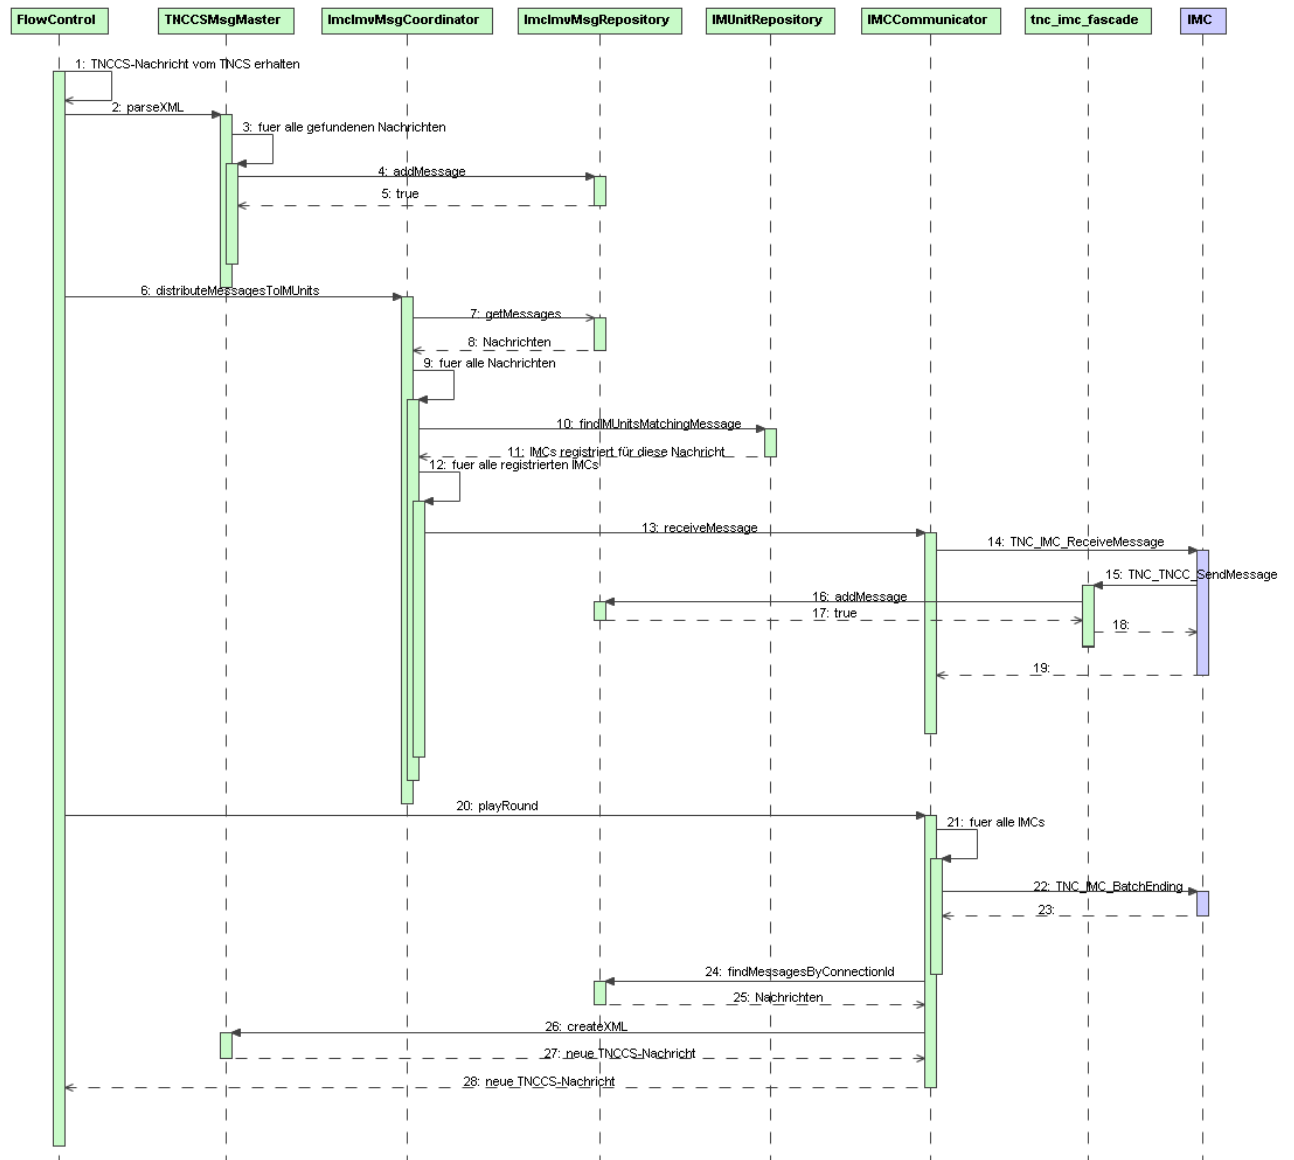 FlowControl
TNCCSMsgMaster
ImcImvMsgCoordinator
ImcImvMsgRepository
IMUnitRepository
IMCCommunicator
tnc_imc_fascade
IMC
1: TNCCS-Nachricht vom TNCS erhalten
2: parseXML
3: fuer alle gefundenen Nachrichten
4: addMessage
5: true
6: distributeMessagesToIMUnits
7: getMessages
8: Nachrichten
9: fuer alle Nachrichten
10: findIMUnitsMatchingMessage
11: IMCs registriert für diese Nachricht
12: fuer alle registrierten IMCs
13: receiveMessage
14: TNC_IMC_ReceiveMessage
15: TNC_TNCC_SendMessage
16: addMessage
17: true
18:
19:
20: playRound
21: fuer alle IMCs
22: TNC_IMC_BatchEnding
23:
24: findMessagesByConnectionId
25: Nachrichten
26: createXML
27: neue TNCCS-Nachricht
28: neue TNCCS-Nachricht